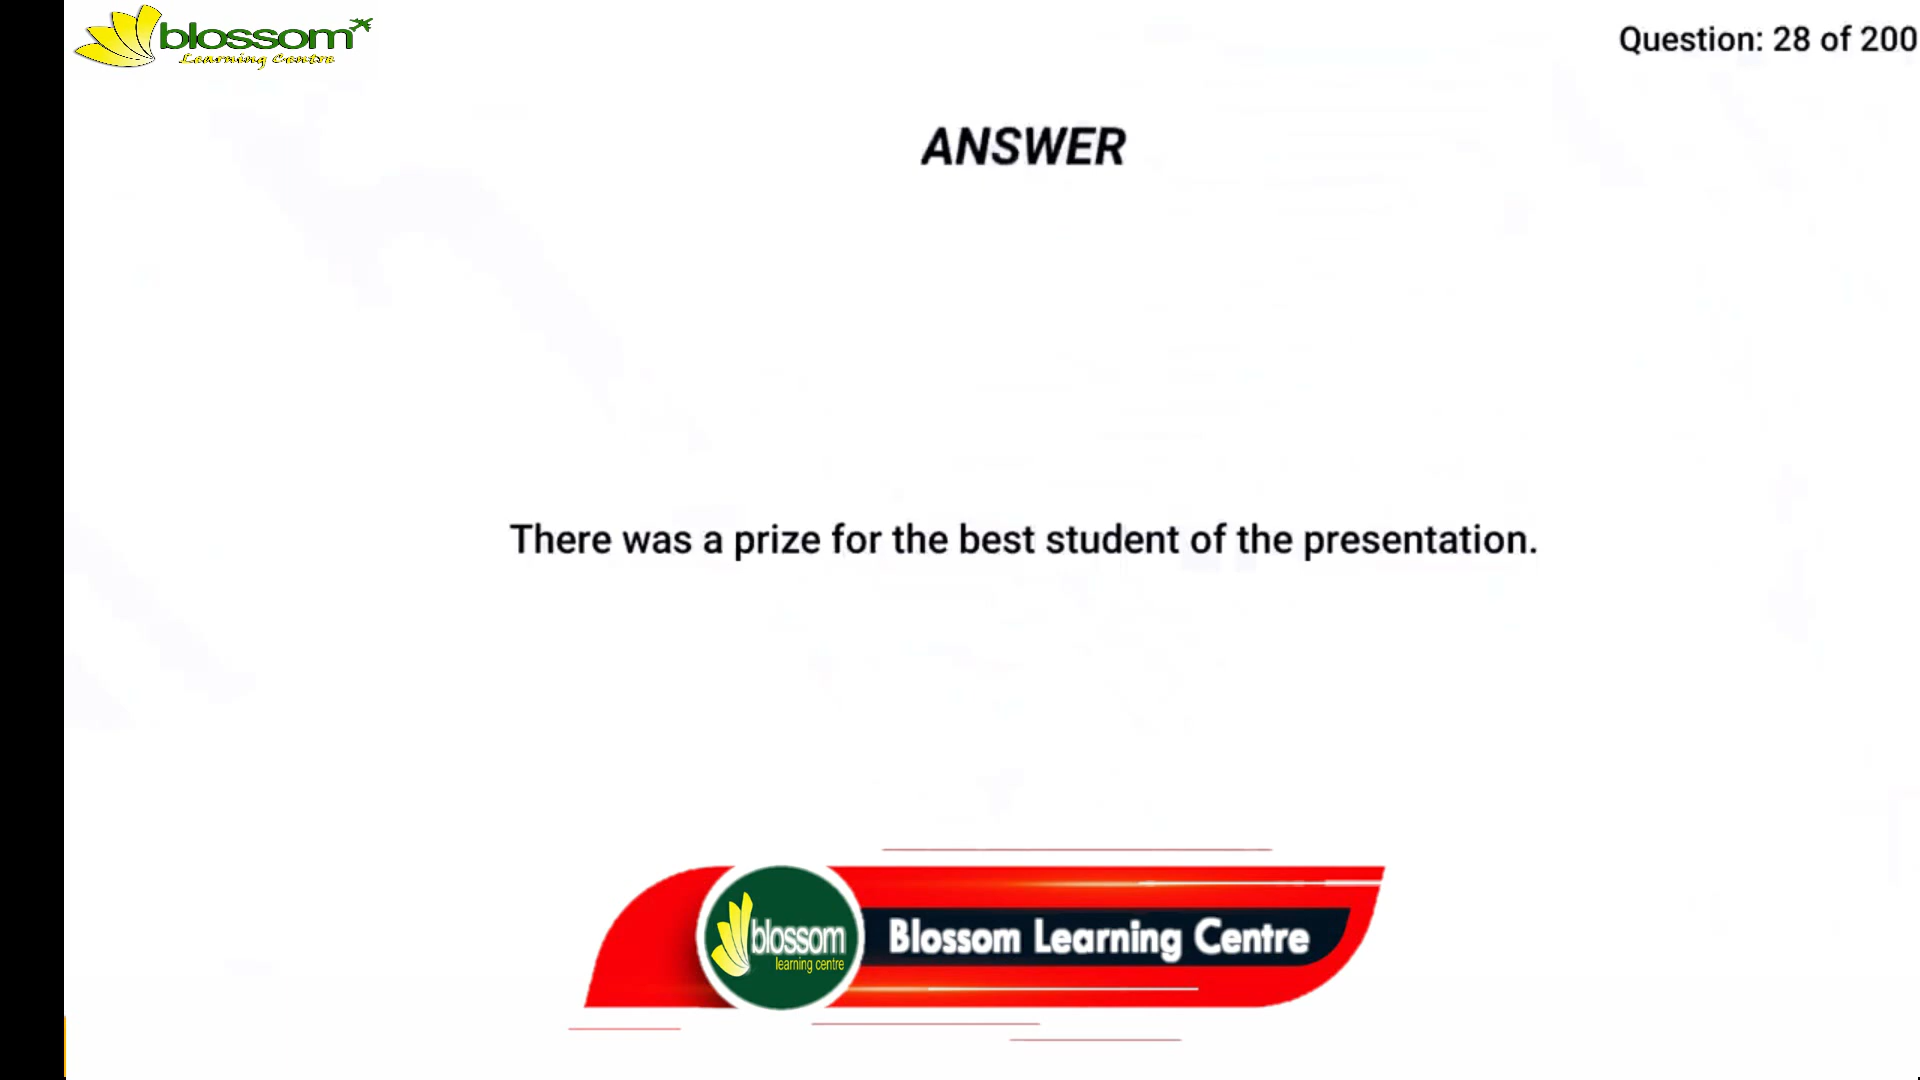 blossom
Learning Centre
Question: 28 of 200
ANSWER
There was a prize for the best student of the presentation.
blossom
learning centre
Blossom Learning Centre